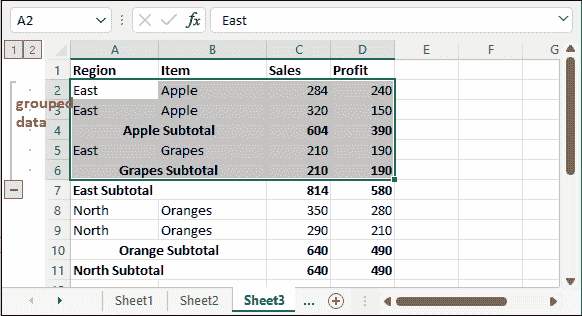 A2 fx East
1 2
A B C D E F G
1 Region Item Sales Profit
2 East Apple 284 240
grouped
3 East Apple 320 150
data
4 Apple Subtotal 604 390
5 East Grapes 210 190
6 Grapes Subtotal 210 190
7 East Subtotal 814 580
8 North Oranges 350 280
9 North Oranges 290 210
10 Orange Subtotal 640 490
11 North Subtotal 640 490
Sheet1 Sheet2 Sheet3 ...